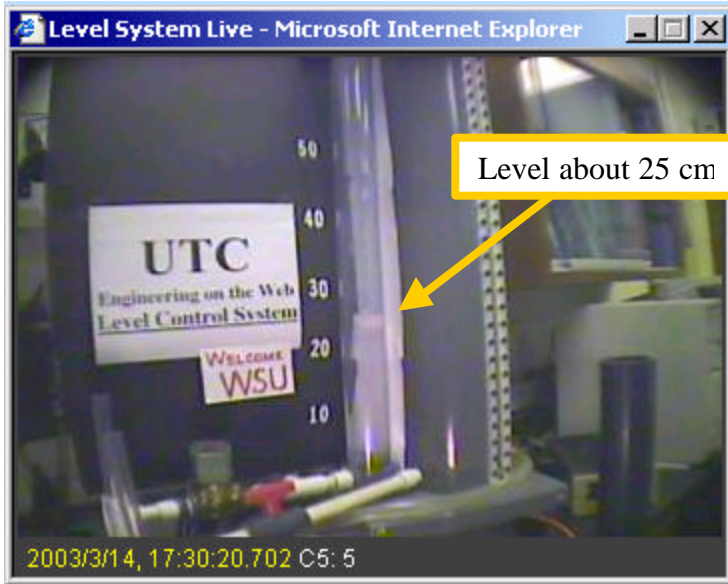 Level System Live - Microsoft Internet Explorer
50
Level about 25 cm
40
UTC
Engineering on the Web
Level Control System
30
20
WELCOME
WSU
10
2003/3/14, 17:30:20.702 C5: 5